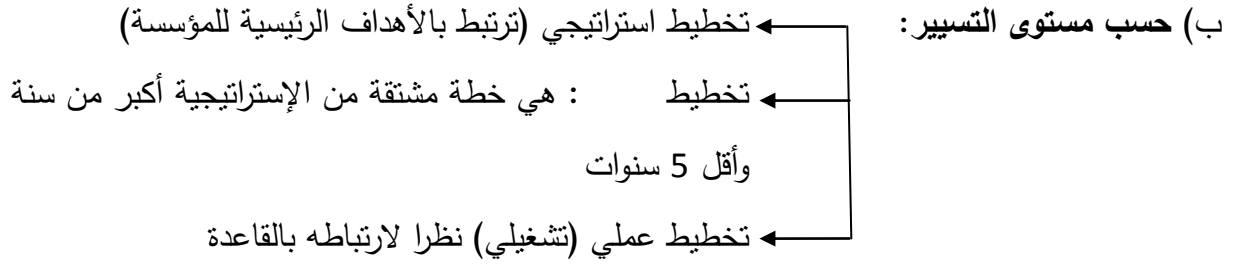 ب) حسب مستوى التسيير: تخطيط استراتيجي (ترتبط بالأهداف الرئيسية للمؤسسة)
تخطيط : هي خطة مشتقة من الإستراتيجية أكبر من سنة
وأقل 5 سنوات
تخطيط عملي (تشغيلي) نظرا لارتباطه بالقاعدة